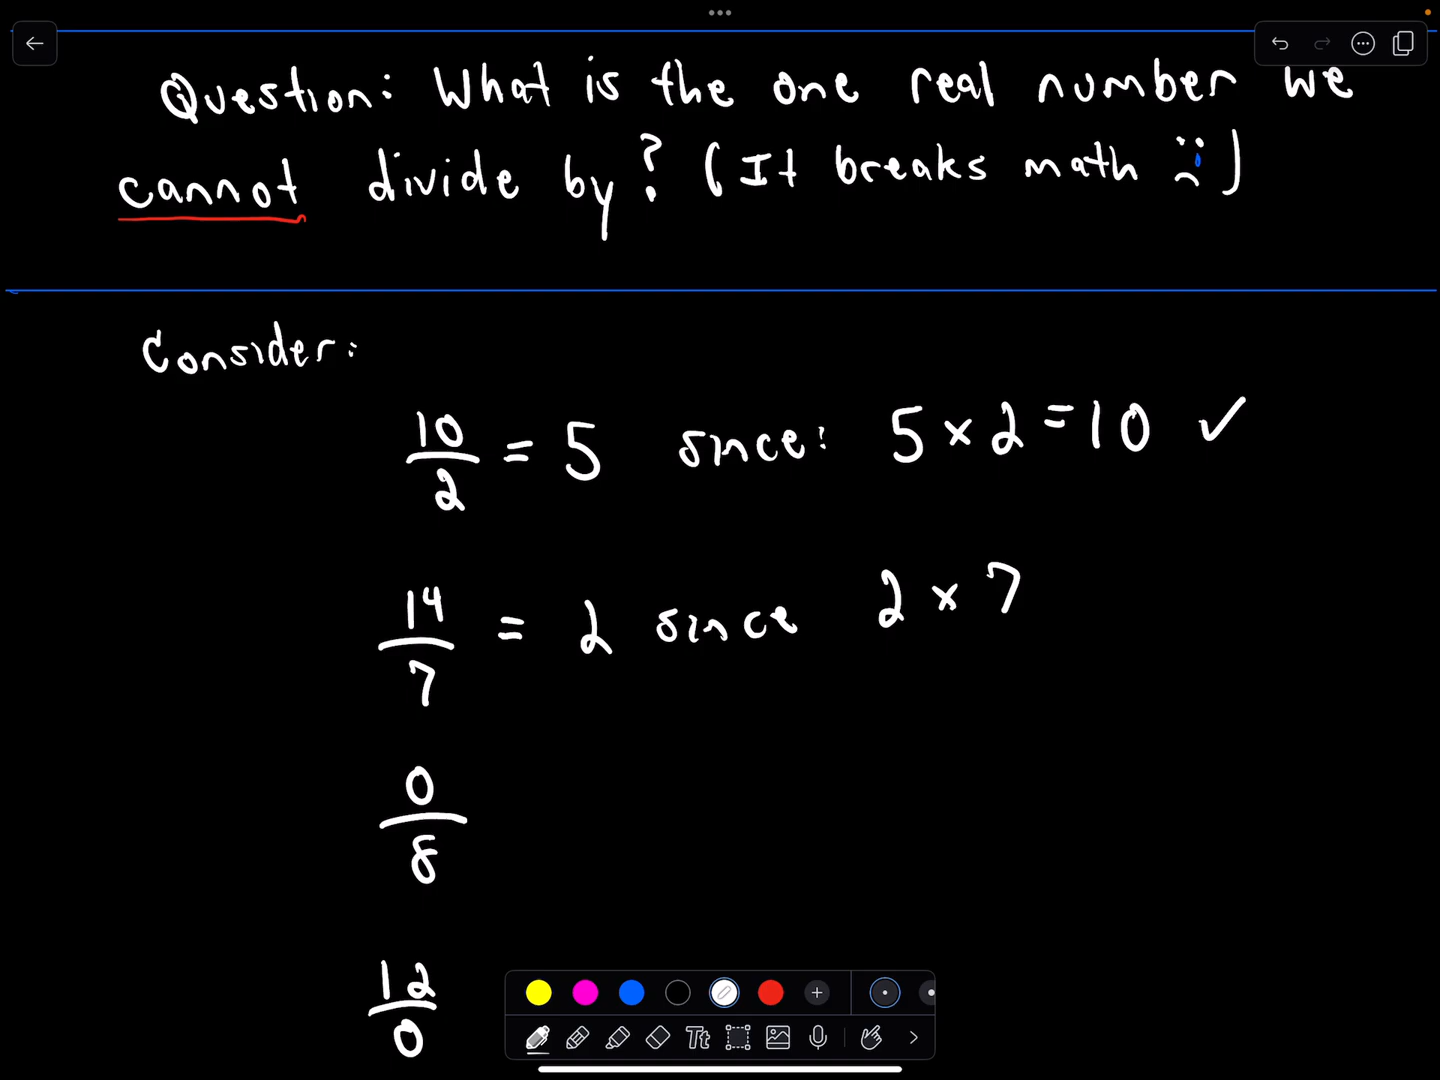 Question: What is the one real number we
cannot divide by? (It breaks math :()
Consider:
10/2 = 5 since: 5 × 2 = 10 ✓
14/7 = 2 since 2 × 7
0/8
12/0
Tt